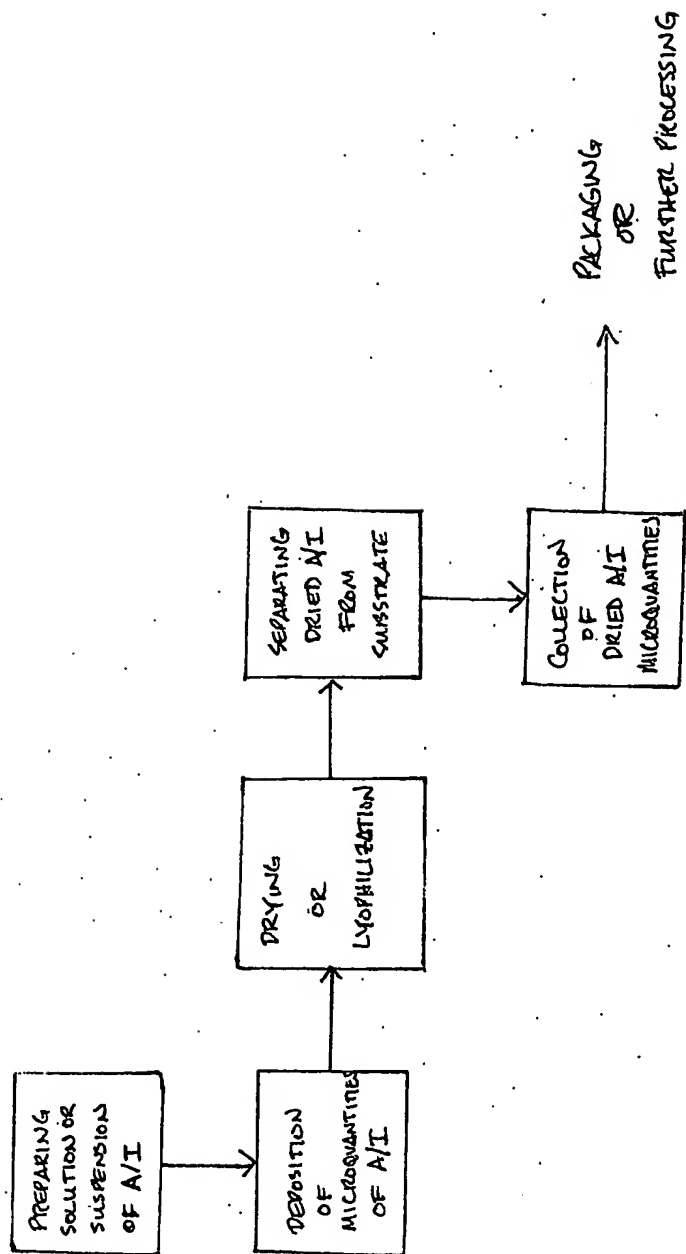 PREPARING
SOLUTION OR
SUSPENSION
OF A/I
DEPOSITION
OF
MICROQUANTITIES
OF A/I
DRYING
OR
LYOPHILIZATION
SEPARATING
DRIED A/I
FROM
SUBSTRATE
COLLECTION
OF
DRIED A/I
MICROQUANTITIES
PACKAGING
OR
FURTHER PROCESSING